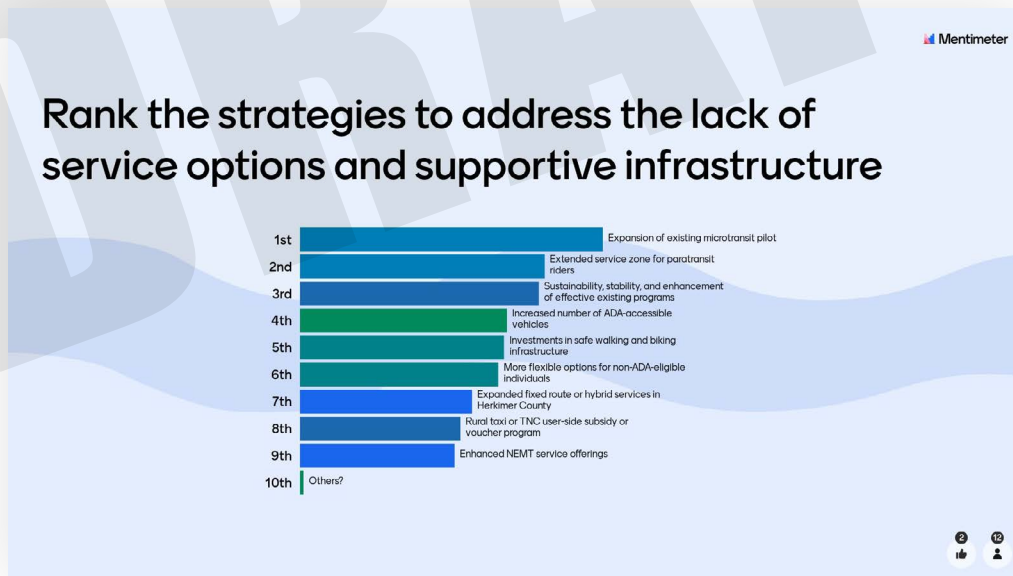 Mentimeter
Rank the strategies to address the lack of
service options and supportive infrastructure
1st
Expansion of existing microtransit pilot
2nd
Extended service zone for paratransit
riders
3rd
Sustainability, stability, and enhancement
of effective existing programs
4th
Increased number of ADA-accessible
vehicles
5th
Investments in safe walking and biking
infrastructure
6th
More flexible options for non-ADA-eligible
individuals
7th
Expanded fixed route or hybrid services in
Herkimer County
8th
Rural taxi or TNC user-side subsidy or
voucher program
9th
Enhanced NEMT service offerings
10th
Others?
2
12